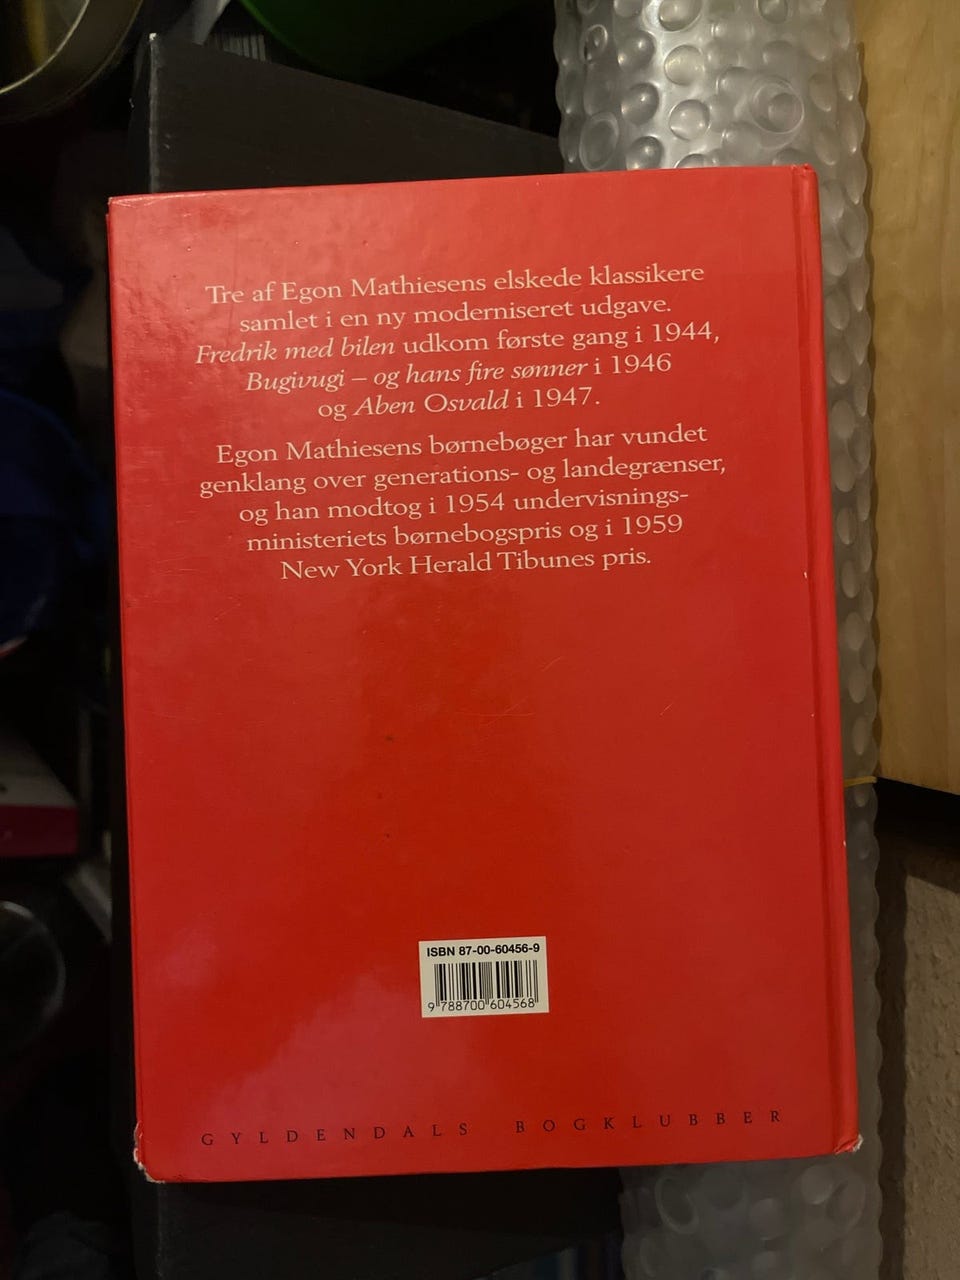 Tre af Egon Mathiesens elskede klassikere
samlet i en ny moderniseret udgave.
Fredrik med bilen udkom første gang i 1944,
Bugivugi – og hans fire sønner i 1946
og Aben Osvald i 1947.
Egon Mathiesens børnebøger har vundet
genklang over generations- og landegrænser,
og han modtog i 1954 undervisnings-
ministeriets børnebogspris og i 1959
New York Herald Tibunes pris.
ISBN 87-00-60456-9
9 788700 604568
GYLDENDALS BOGKLUBBER